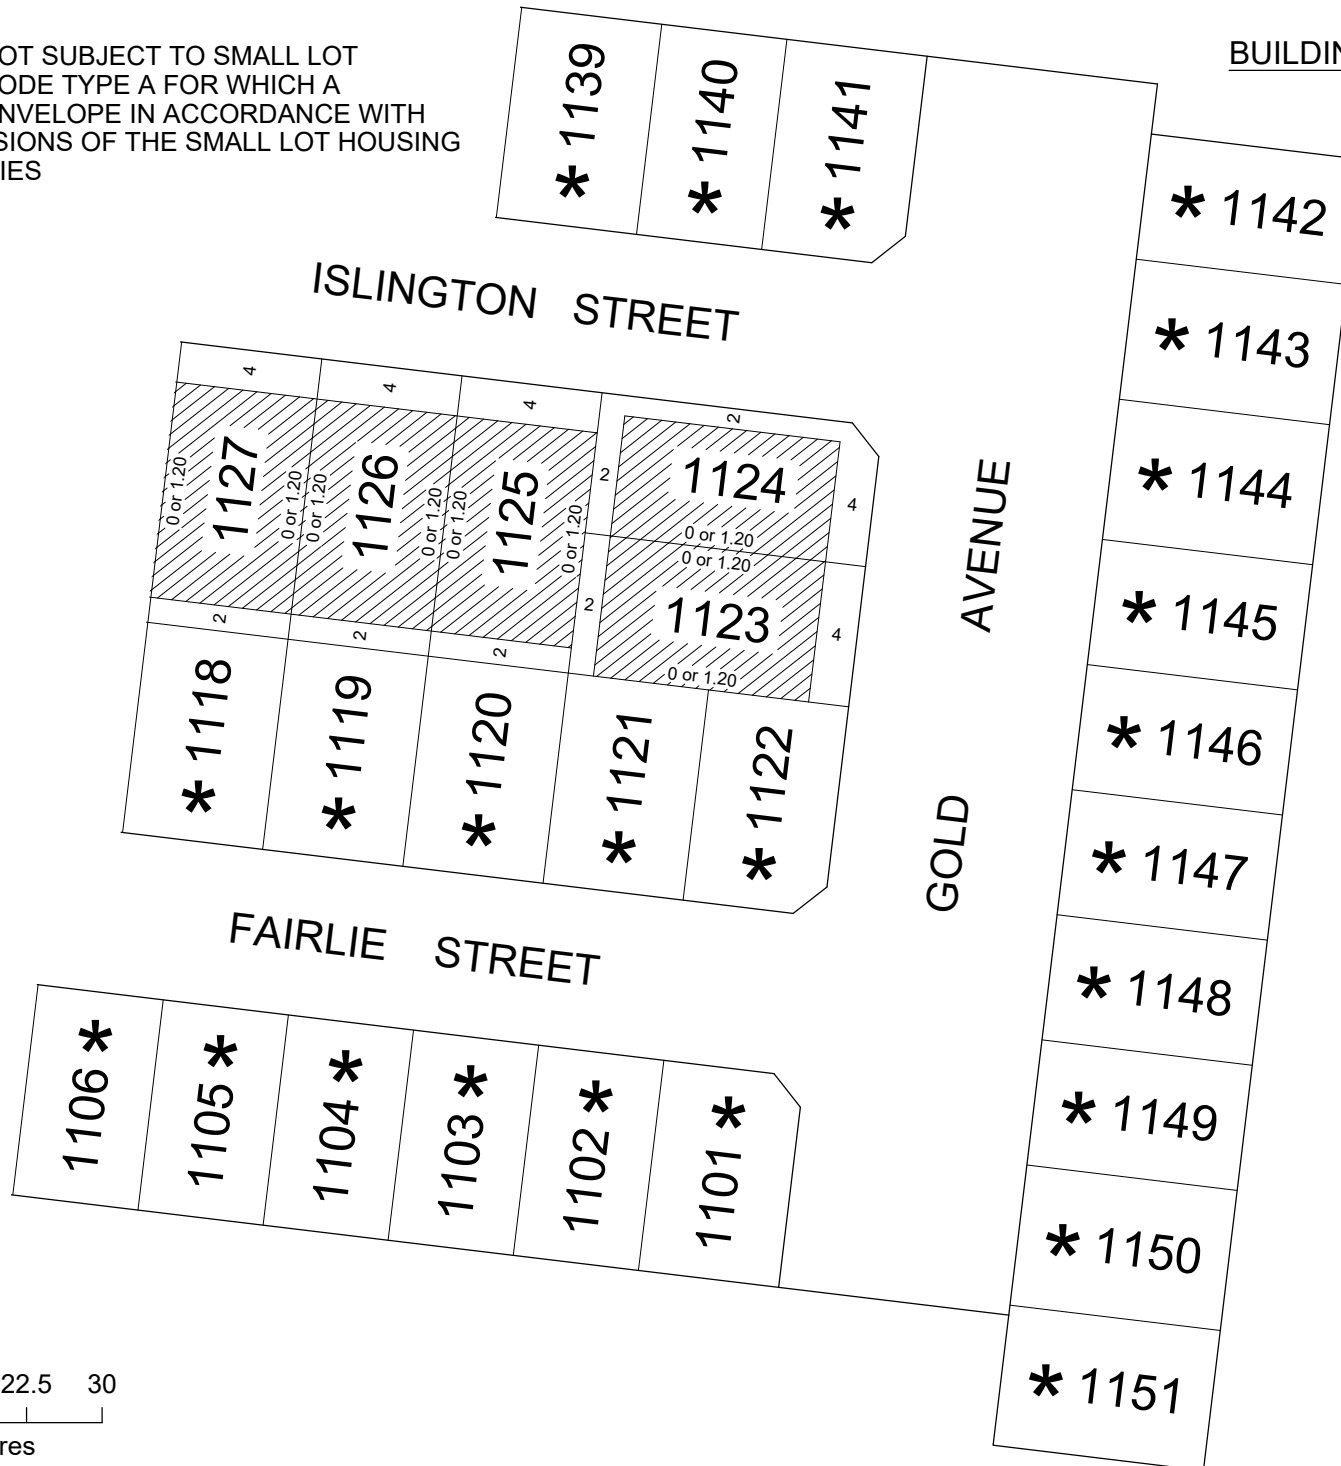 OT SUBJECT TO SMALL LOT
ODE TYPE A FOR WHICH A
NVELOPE IN ACCORDANCE WITH
SIONS OF THE SMALL LOT HOUSING
IES
BUILDIN
* 1139
* 1140
* 1141
* 1142
* 1143
* 1144
* 1145
* 1146
* 1147
* 1148
* 1149
* 1150
* 1151
ISLINGTON STREET
4
4
4
2
1127
0 or 1.20
0 or 1.20
1126
0 or 1.20
0 or 1.20
1125
0 or 1.20
0 or 1.20
2
1124
0 or 1.20
4
0 or 1.20
2
1123
4
0 or 1.20
2
2
2
* 1118
* 1119
* 1120
* 1121
* 1122
GOLD AVENUE
FAIRLIE STREET
1106 *
1105 *
1104 *
1103 *
1102 *
1101 *
22.5 30
res